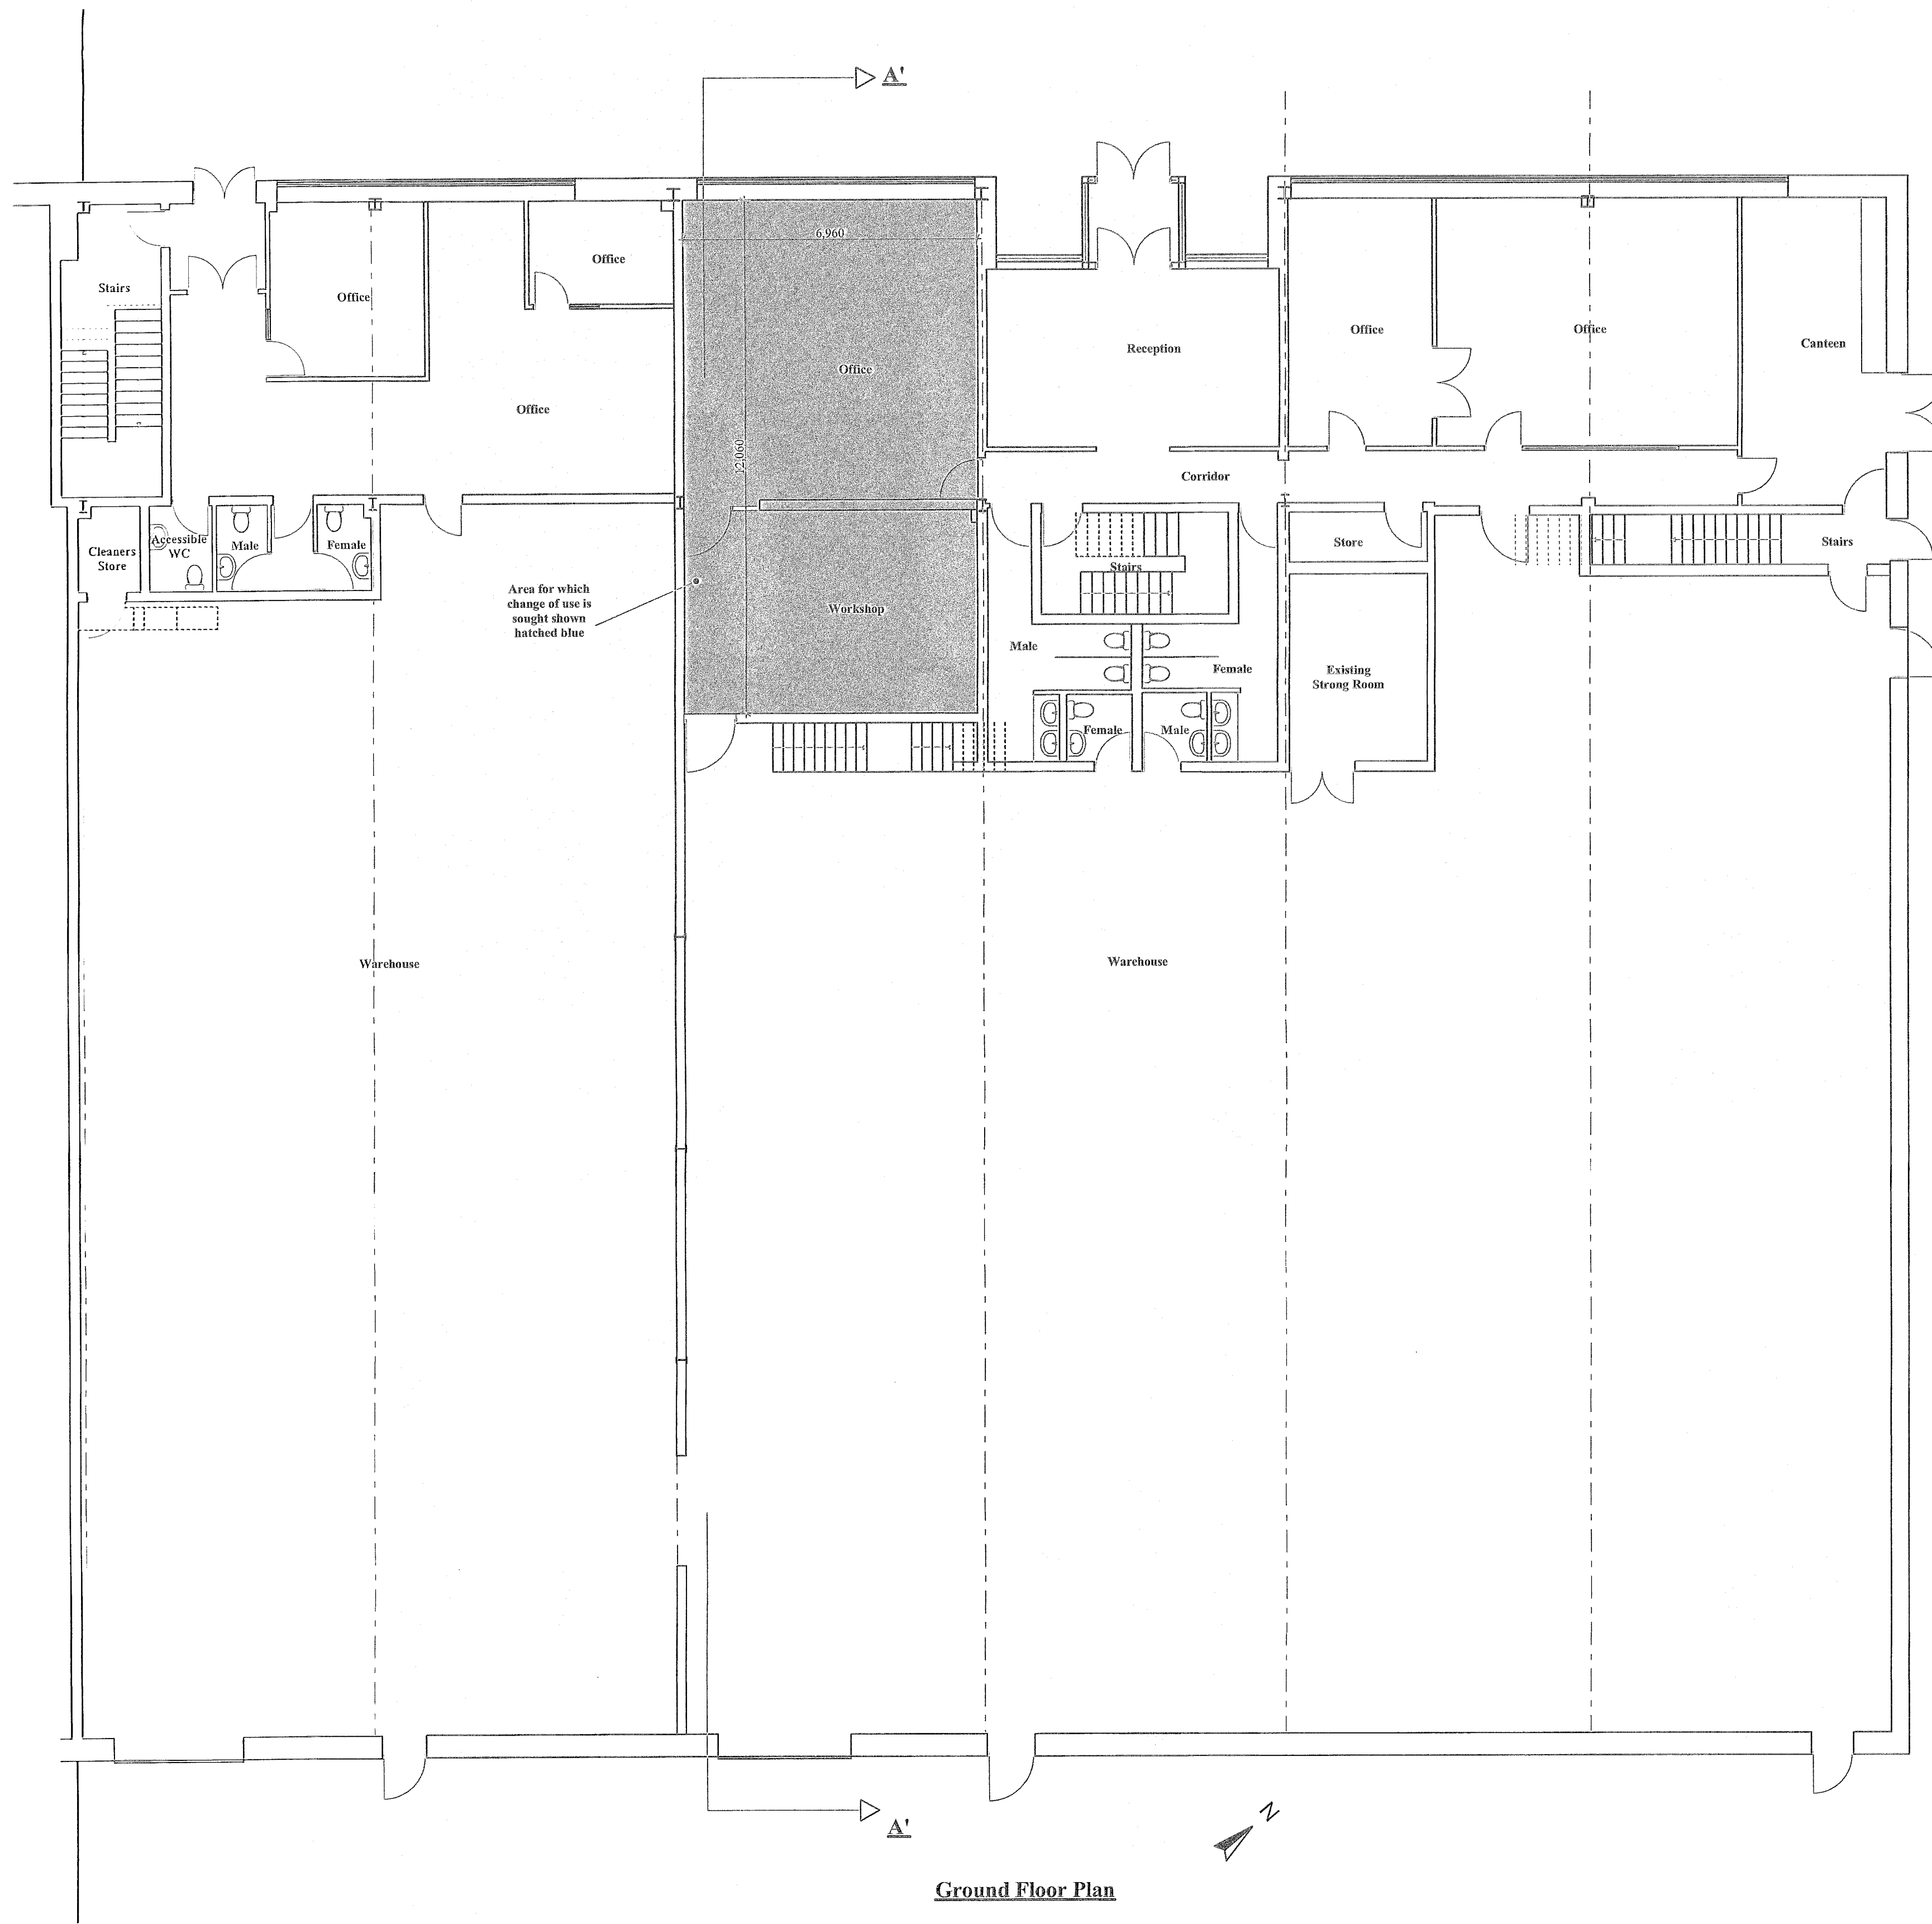 A'
6,960
Office
Stairs
Office
Office
Reception
Office
Office
Canteen
Office
12,060
Corridor
Accessible
WC
Male
Female
Cleaners
Store
Store
Stairs
Stairs
Area for which
change of use is
sought shown
hatched blue
Workshop
Male
Female
Existing
Strong Room
Female
Male
Warehouse
Warehouse
A'
N
Ground Floor Plan